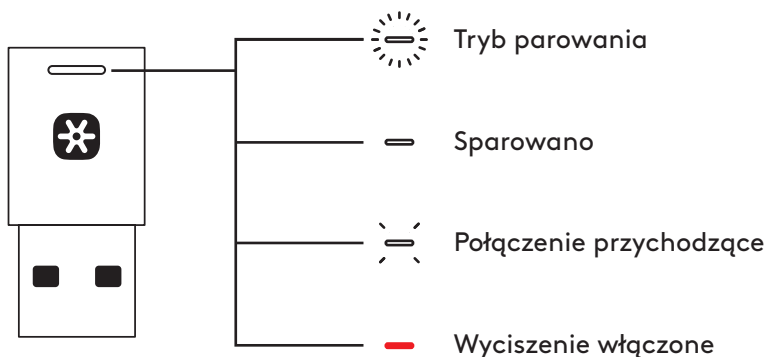 Tryb parowania
Sparowano
Połączenie przychodzące
Wyciszenie włączone